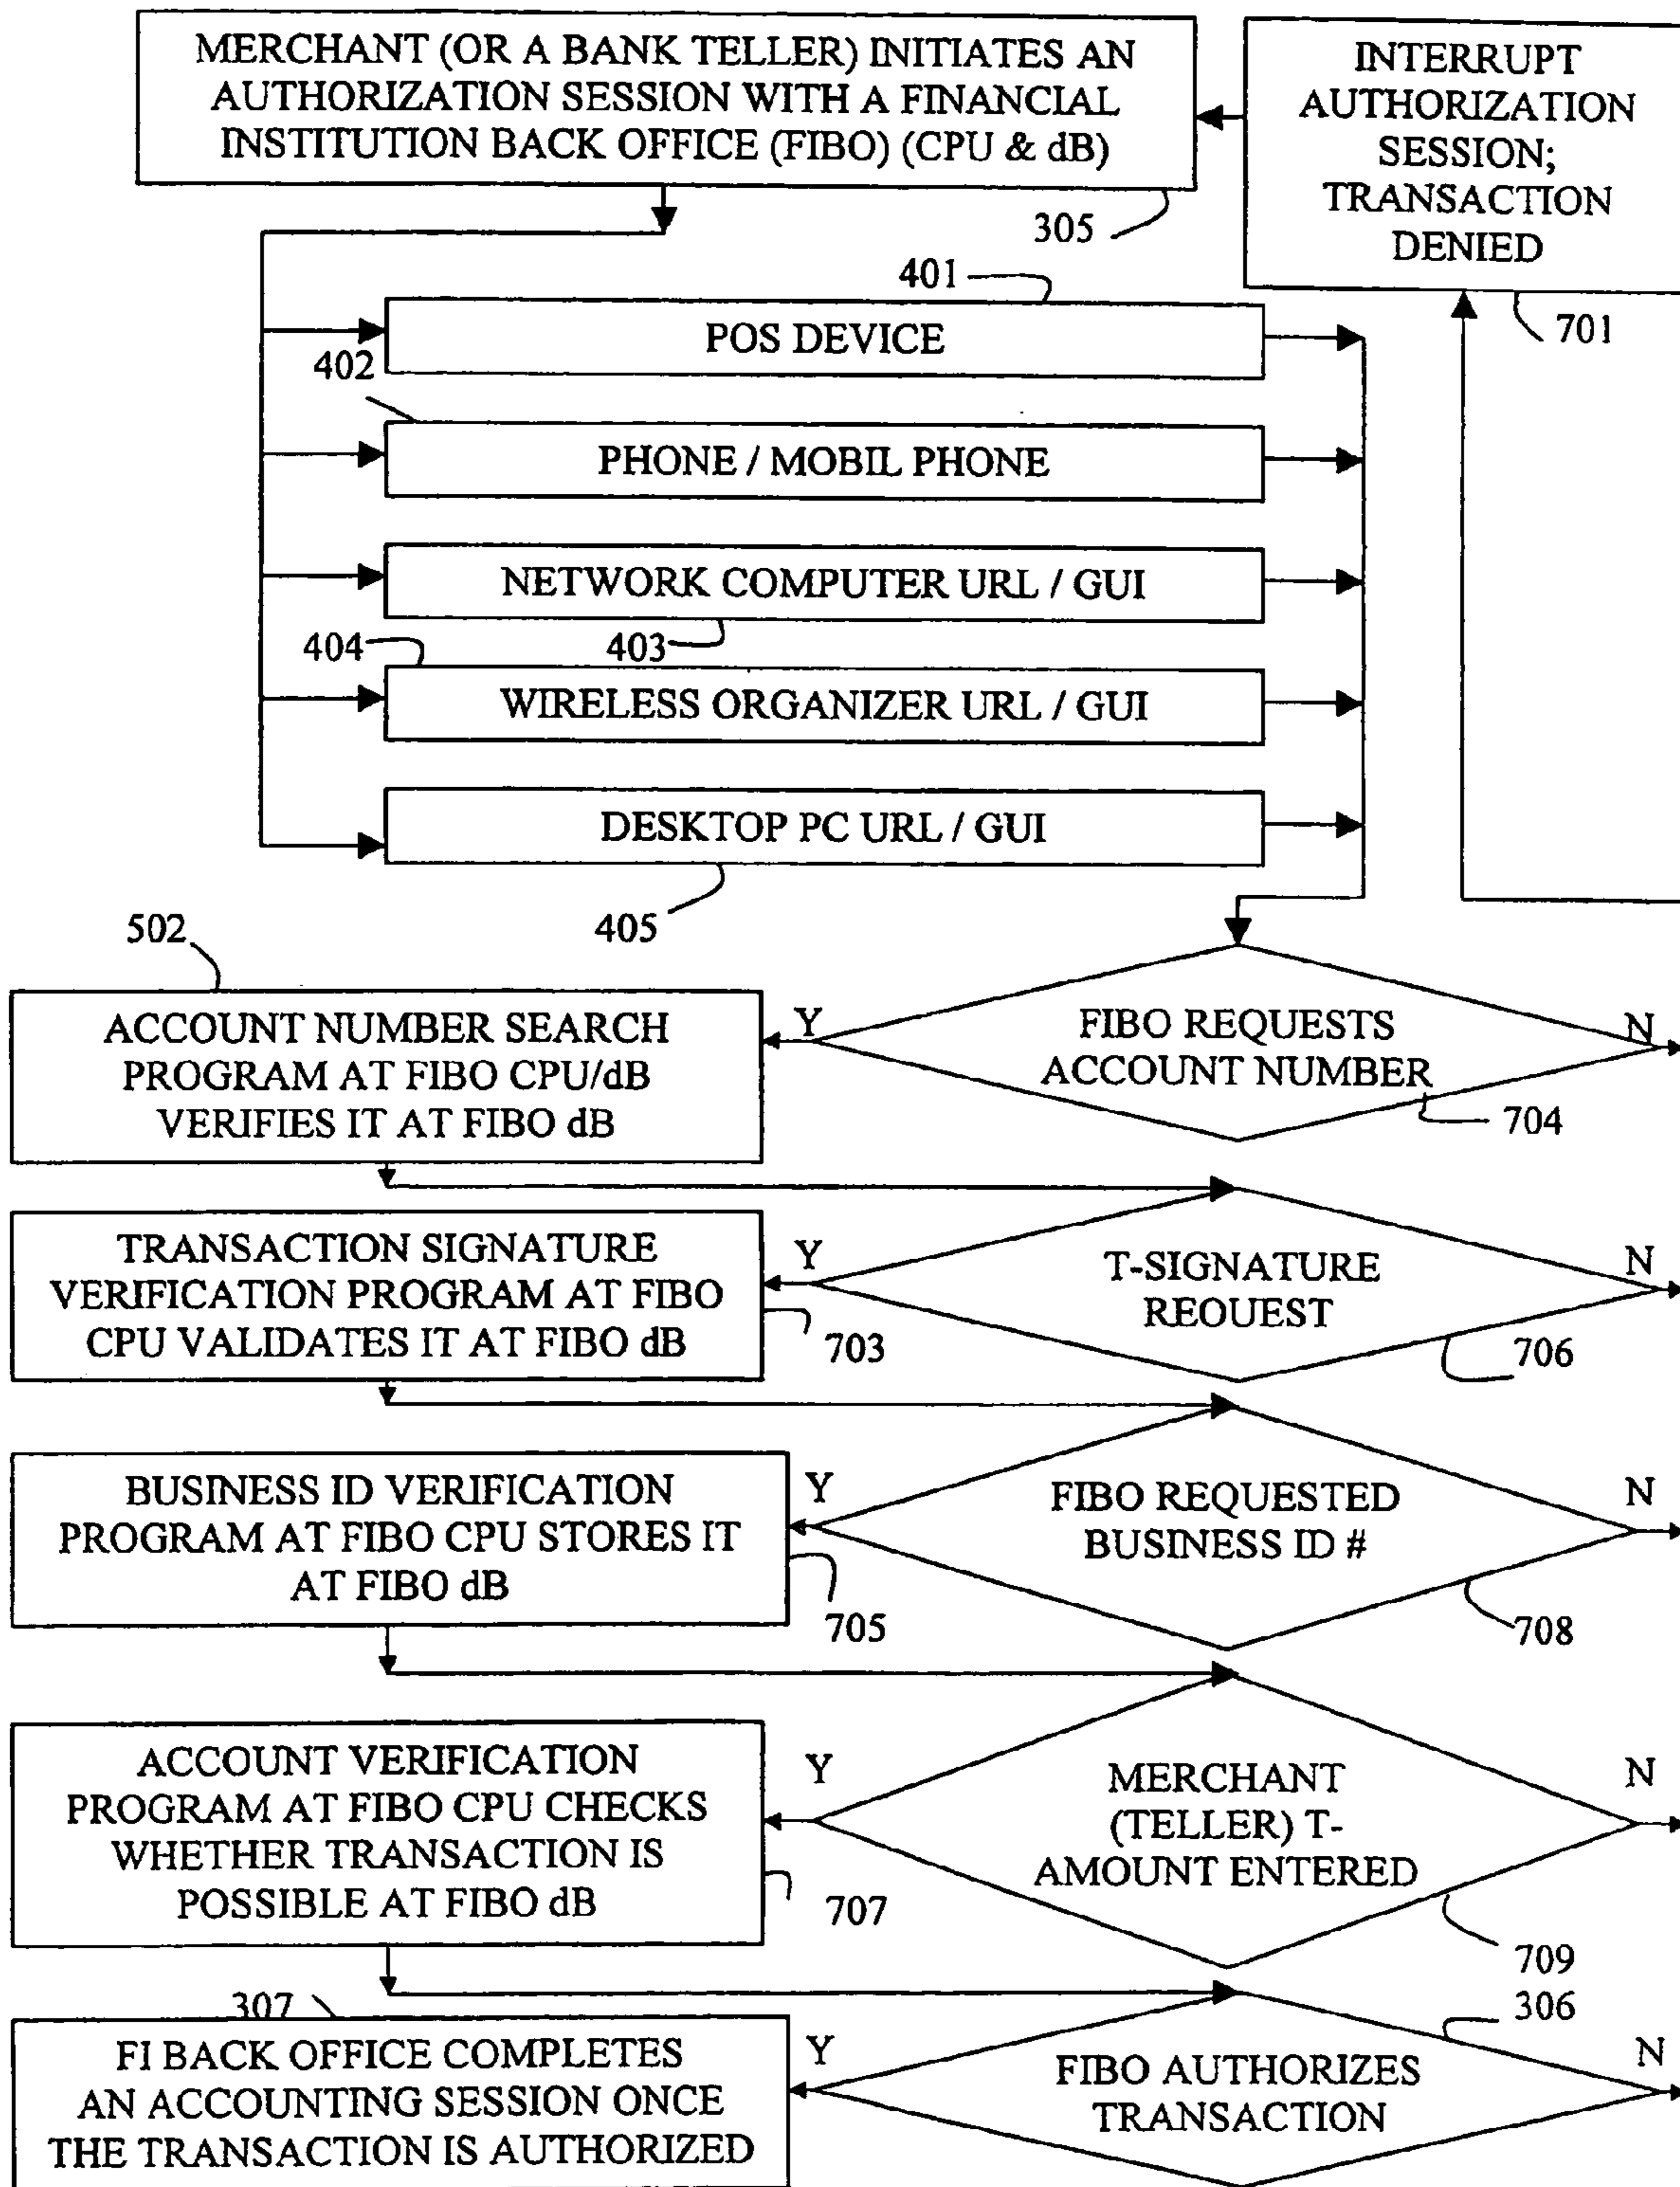 MERCHANT (OR A BANK TELLER) INITIATES AN
AUTHORIZATION SESSION WITH A FINANCIAL
INSTITUTION BACK OFFICE (FIBO) (CPU & dB)
305
INTERRUPT
AUTHORIZATION
SESSION;
TRANSACTION
DENIED
701
401
POS DEVICE
402
PHONE / MOBIL PHONE
NETWORK COMPUTER URL / GUI
403
404
WIRELESS ORGANIZER URL / GUI
DESKTOP PC URL / GUI
405
502
ACCOUNT NUMBER SEARCH
PROGRAM AT FIBO CPU/dB
VERIFIES IT AT FIBO dB
Y
FIBO REQUESTS
ACCOUNT NUMBER
N
704
TRANSACTION SIGNATURE
VERIFICATION PROGRAM AT FIBO
CPU VALIDATES IT AT FIBO dB
703
Y
T-SIGNATURE
REOUEST
N
706
BUSINESS ID VERIFICATION
PROGRAM AT FIBO CPU STORES IT
AT FIBO dB
705
Y
FIBO REQUESTED
BUSINESS ID #
N
708
ACCOUNT VERIFICATION
PROGRAM AT FIBO CPU CHECKS
WHETHER TRANSACTION IS
POSSIBLE AT FIBO dB
707
Y
MERCHANT
(TELLER) T-
AMOUNT ENTERED
N
709
307
FI BACK OFFICE COMPLETES
AN ACCOUNTING SESSION ONCE
THE TRANSACTION IS AUTHORIZED
Y
306
FIBO AUTHORIZES
TRANSACTION
N